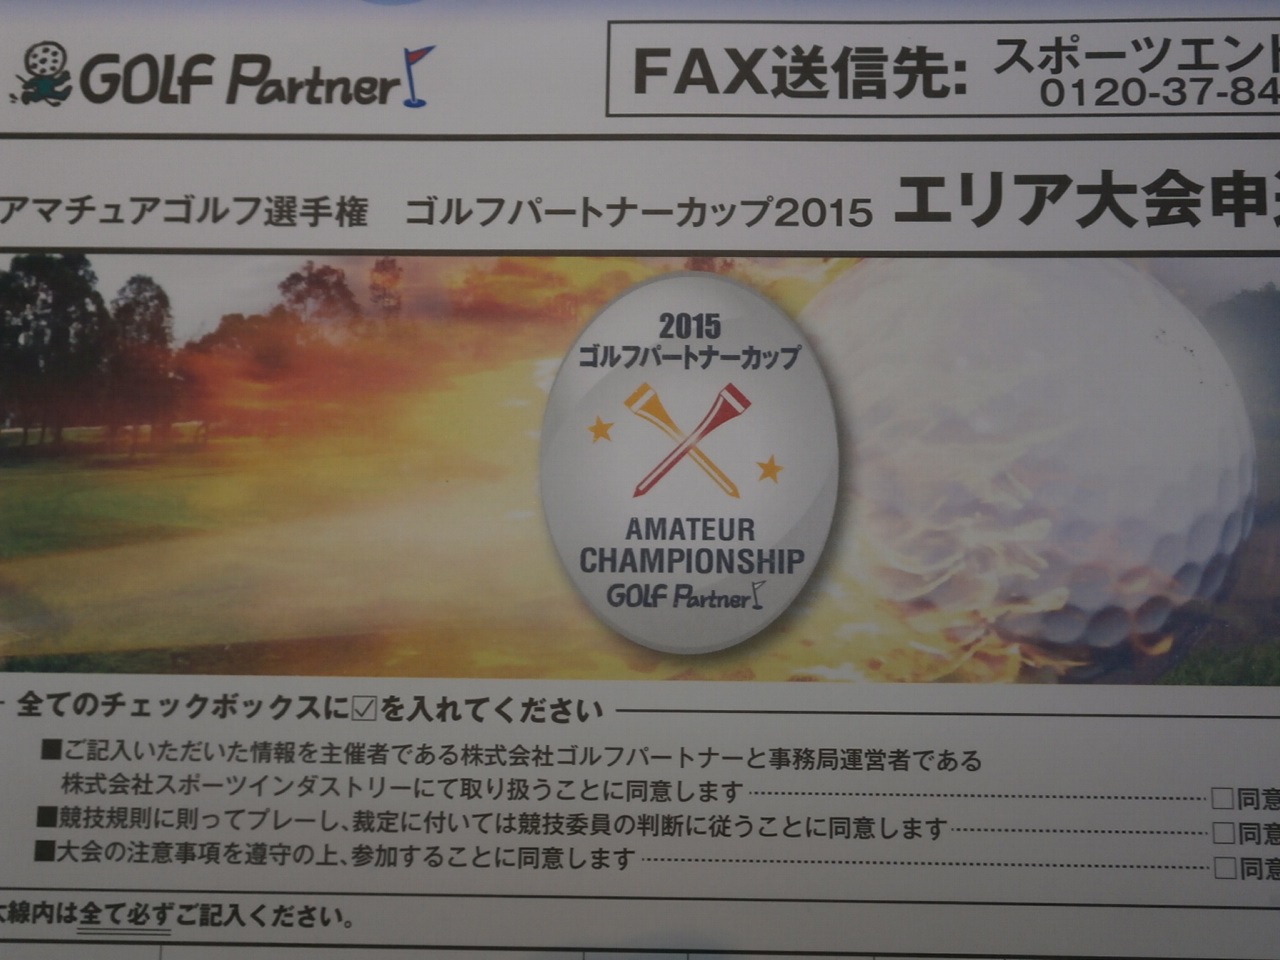 GOLF Partner
FAX送信先:
スポーツエン
0120-37-84
アマチュアゴルフ選手権 ゴルフパートナーカップ2015 エリア大会申
2015
ゴルフパートナーカップ
AMATEUR
CHAMPIONSHIP
GOLF Partner
全てのチェックボックスに☑を入れてください
■ご記入いただいた情報を主催者である株式会社ゴルフパートナーと事務局運営者である
株式会社スポーツインダストリーにて取り扱うことに同意します □同意
■競技規則に則ってプレーし、裁定に付いては競技委員の判断に従うことに同意します □同意
■大会の注意事項を遵守の上、参加することに同意します □同意
線内は全て必ずご記入ください。